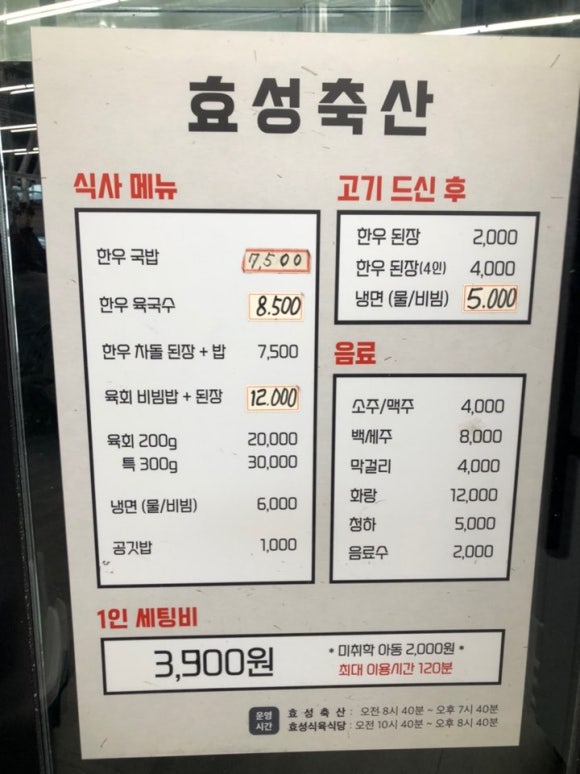 효성축산
식사 메뉴
한우 국밥 7,500
한우 육국수 8.500
한우 차돌 된장 + 밥 7,500
육회 비빔밥 + 된장 12.000
육회 200g 20,000
특 300g 30,000
냉면 (물/비빔) 6,000
공깃밥 1,000
고기 드신 후
한우 된장 2,000
한우 된장(4인) 4,000
냉면 (물/비빔) 5.000
음료
소주/맥주 4,000
백세주 8,000
막걸리 4,000
화랑 12,000
청하 5,000
음료수 2,000
1인 세팅비
3,900원
* 미취학 아동 2,000원 *
최대 이용시간 120분
운영
시간
효성축산 : 오전 8시 40분 ~ 오후 7시 40분
효성식육식당 : 오전 10시 40분 ~ 오후 8시 40분